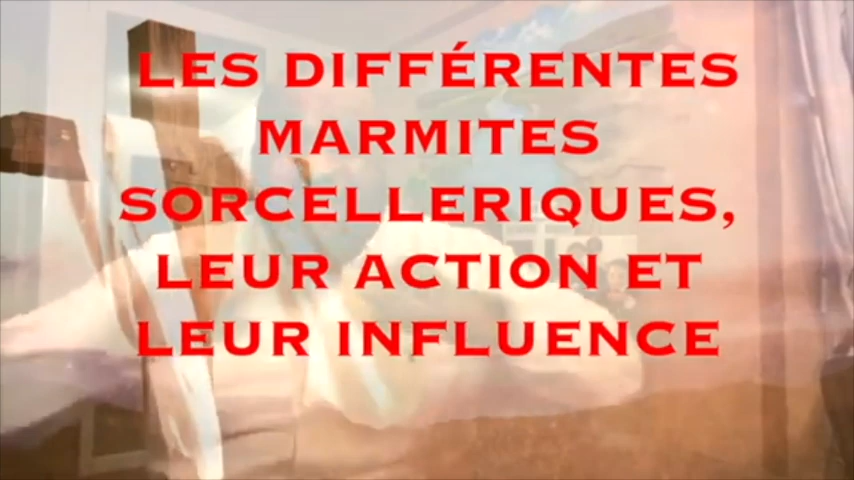 LES DIFFÉRENTES
MARMITES
SORCELLERIQUES,
LEUR ACTION ET
LEUR INFLUENCE